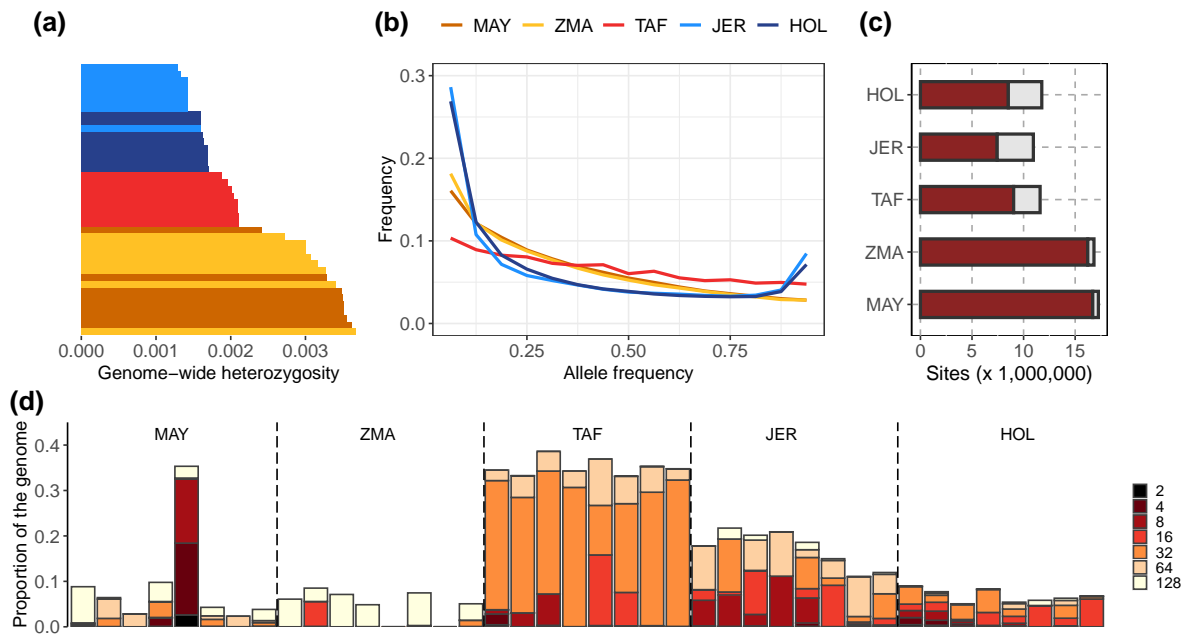 (a)
0.000 0.001 0.002 0.003
Genome−wide heterozygosity
(b)
MAY ZMA TAF JER HOL
Frequency
0.3
0.2
0.1
0.0
0.25 0.50 0.75
Allele frequency
(c)
HOL
JER
TAF
ZMA
MAY
0 5 10 15
Sites (x 1,000,000)
(d)
Proportion of the genome
MAY ZMA TAF JER HOL
0.4
0.3
0.2
0.1
0.0
2
4
8
16
32
64
128